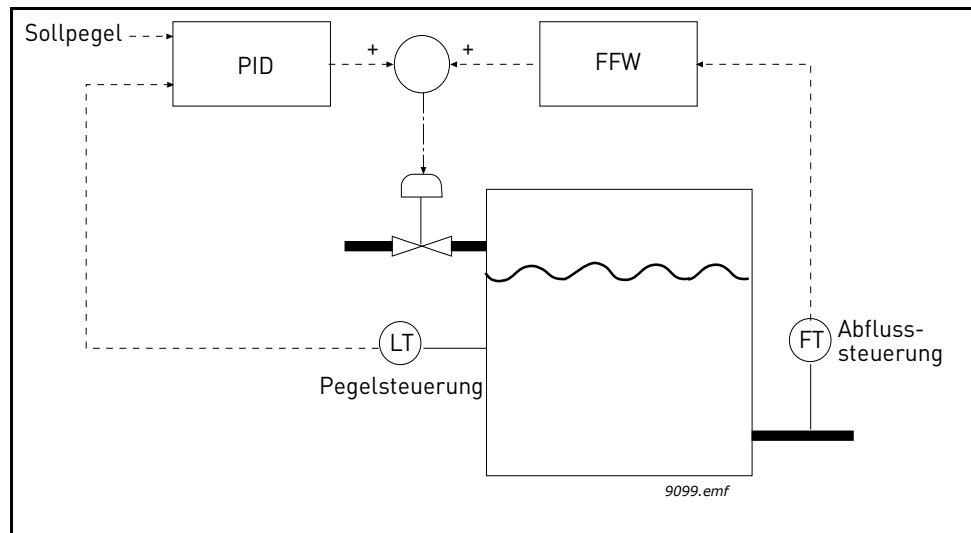 Sollpegel
PID
+
+
FFW
LT
Pegelsteuerung
FT
Abfluss-
steuerung
9099.emf